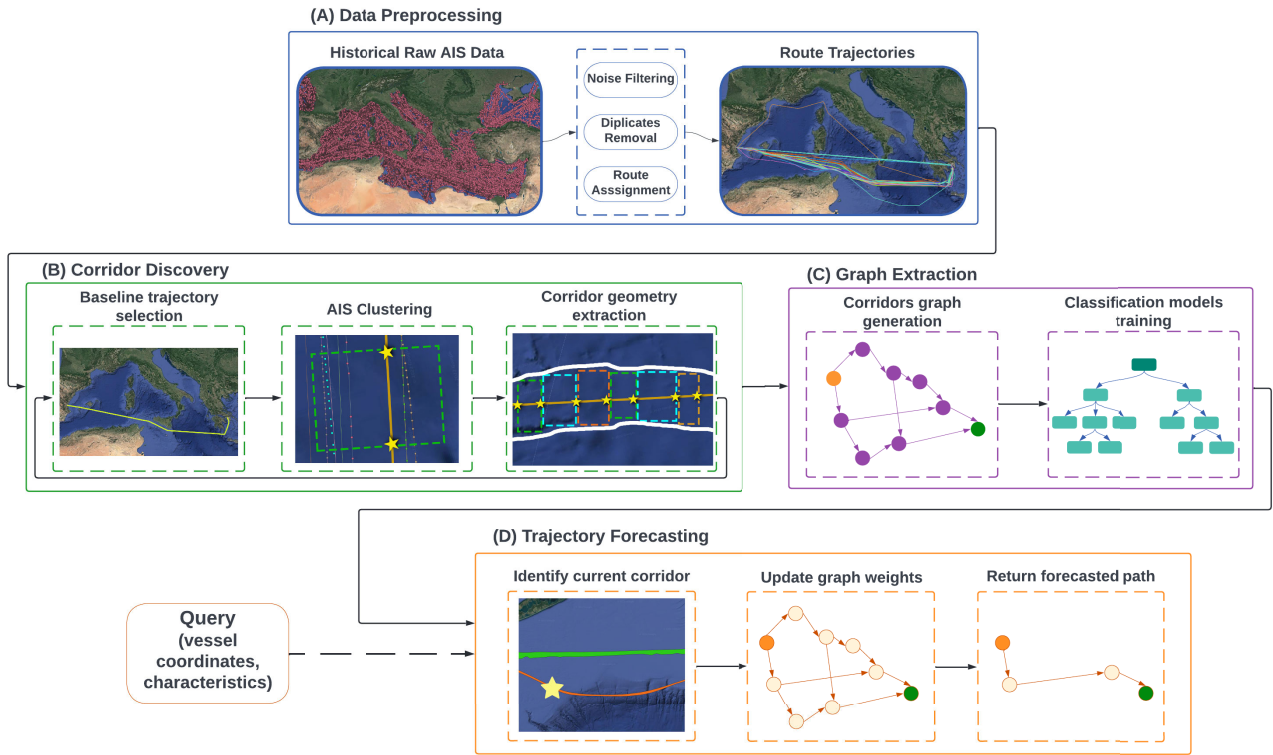 (A) Data Preprocessing
Historical Raw AIS Data
Route Trajectories
Noise Filtering
Diplicates
Removal
Route
Asssignment
(B) Corridor Discovery
Baseline trajectory
selection
AIS Clustering
Corridor geometry
extraction
(C) Graph Extraction
Corridors graph
generation
Classification models
training
(D) Trajectory Forecasting
Identify current corridor
Update graph weights
Return forecasted path
Query
(vessel
coordinates,
characteristics)